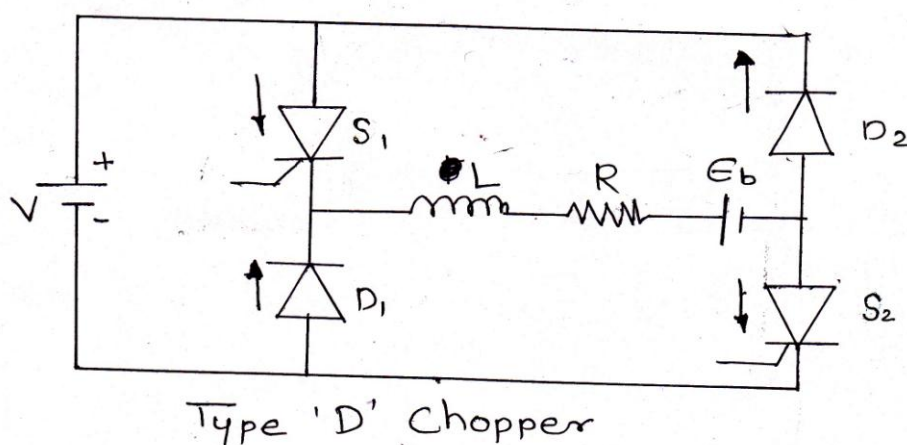 S1
D2
L
R
Eb
+
V
-
D1
S2
Type 'D' Chopper